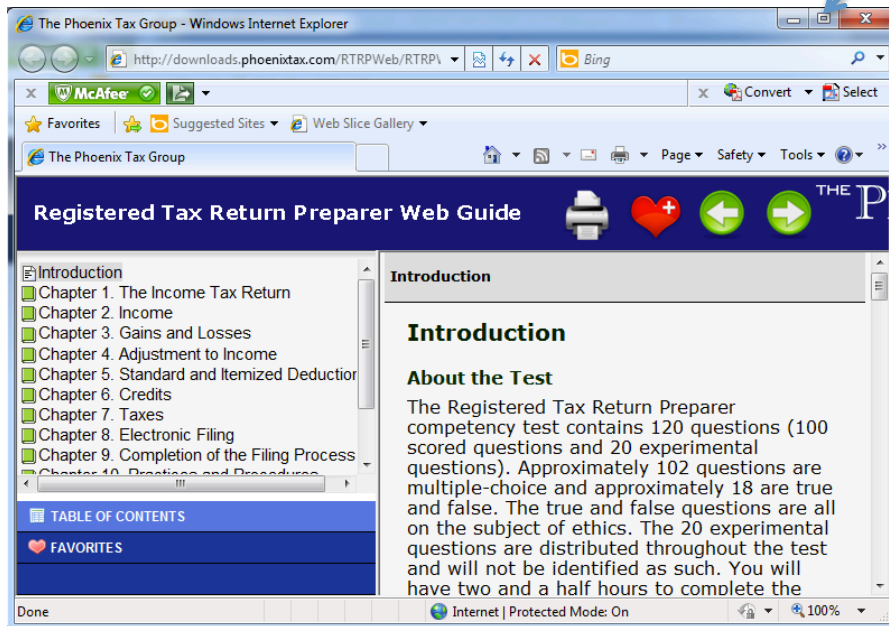 The Phoenix Tax Group - Windows Internet Explorer
http://downloads.phoenixtax.com/RTRPWeb/RTRP\ Bing
x McAfee x Convert Select
Favorites Suggested Sites Web Slice Gallery
The Phoenix Tax Group Page Safety Tools »
Registered Tax Return Preparer Web Guide THE
Introduction
Chapter 1. The Income Tax Return
Chapter 2. Income
Chapter 3. Gains and Losses
Chapter 4. Adjustment to Income
Chapter 5. Standard and Itemized Deduction
Chapter 6. Credits
Chapter 7. Taxes
Chapter 8. Electronic Filing
Chapter 9. Completion of the Filing Process
Chapter 10. Practices and Procedures
TABLE OF CONTENTS
FAVORITES
Introduction
Introduction
About the Test
The Registered Tax Return Preparer
competency test contains 120 questions (100
scored questions and 20 experimental
questions). Approximately 102 questions are
multiple-choice and approximately 18 are true
and false. The true and false questions are all
on the subject of ethics. The 20 experimental
questions are distributed throughout the test
and will not be identified as such. You will
have two and a half hours to complete the
Done Internet | Protected Mode: On 100%